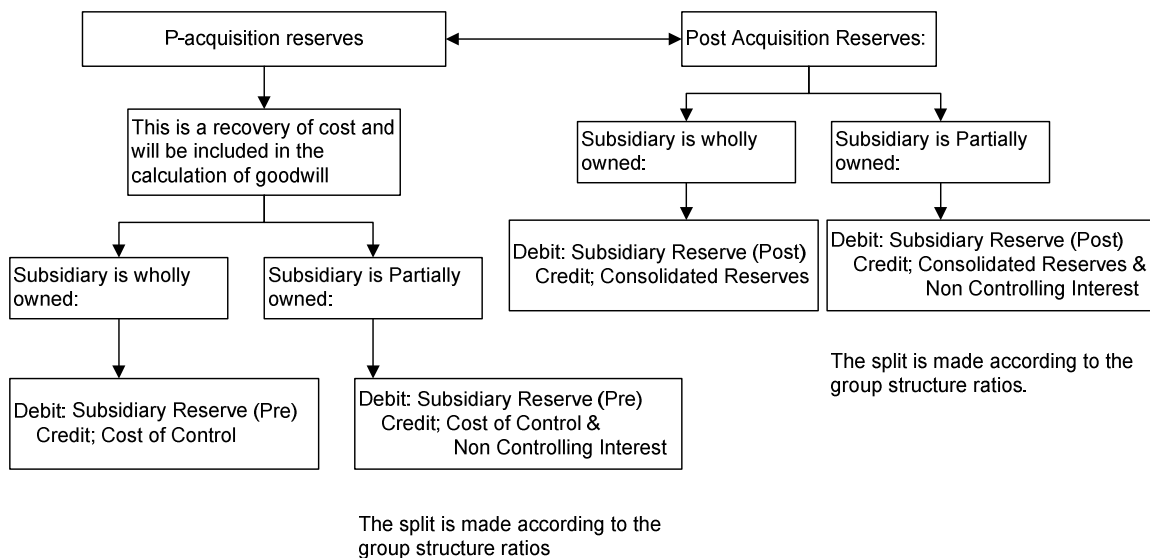 P-acquisition reserves
Post Acquisition Reserves:
This is a recovery of cost and
will be included in the
calculation of goodwill
Subsidiary is wholly
owned:
Subsidiary is Partially
owned:
Debit: Subsidiary Reserve (Pre)
Credit; Cost of Control
Debit: Subsidiary Reserve (Pre)
Credit; Cost of Control &
Non Controlling Interest
The split is made according to the
group structure ratios
Subsidiary is wholly
owned:
Subsidiary is Partially
owned:
Debit: Subsidiary Reserve (Post)
Credit; Consolidated Reserves
Debit: Subsidiary Reserve (Post)
Credit; Consolidated Reserves &
Non Controlling Interest
The split is made according to the
group structure ratios.